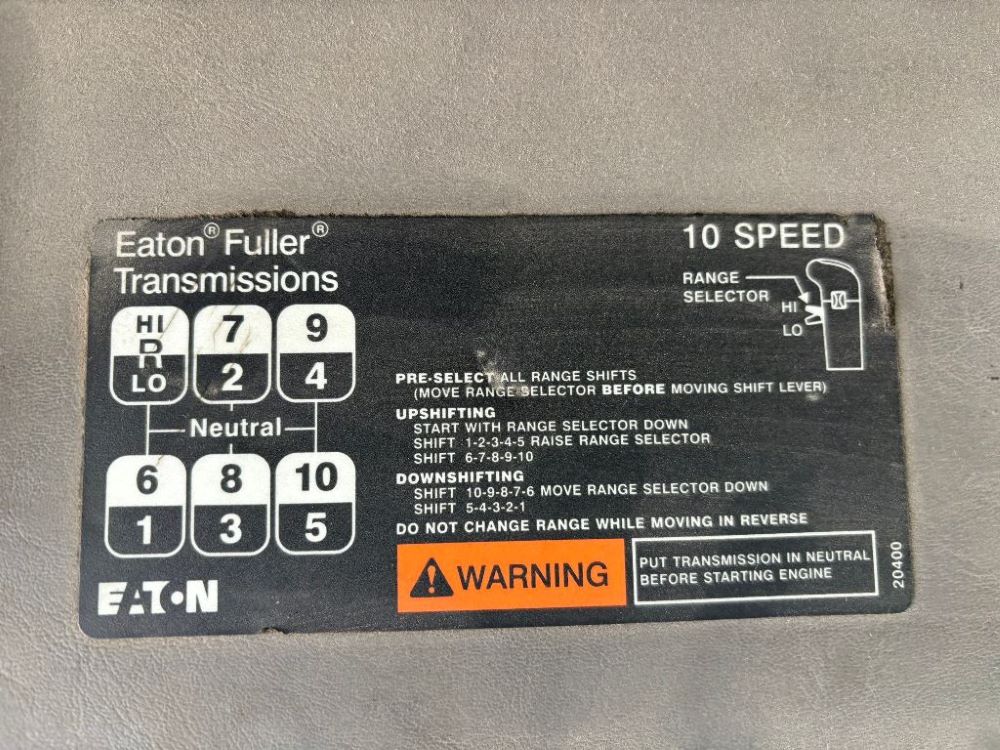 Eaton® Fuller®
Transmissions
10 SPEED
RANGE
SELECTOR
HI
LO
HI 7 9
R
LO 2 4
Neutral
6 8 10
1 3 5
PRE-SELECT ALL RANGE SHIFTS
(MOVE RANGE SELECTOR BEFORE MOVING SHIFT LEVER)
UPSHIFTING
START WITH RANGE SELECTOR DOWN
SHIFT 1-2-3-4-5 RAISE RANGE SELECTOR
SHIFT 6-7-8-9-10
DOWNSHIFTING
SHIFT 10-9-8-7-6 MOVE RANGE SELECTOR DOWN
SHIFT 5-4-3-2-1
DO NOT CHANGE RANGE WHILE MOVING IN REVERSE
WARNING
PUT TRANSMISSION IN NEUTRAL
BEFORE STARTING ENGINE
20400
EATON